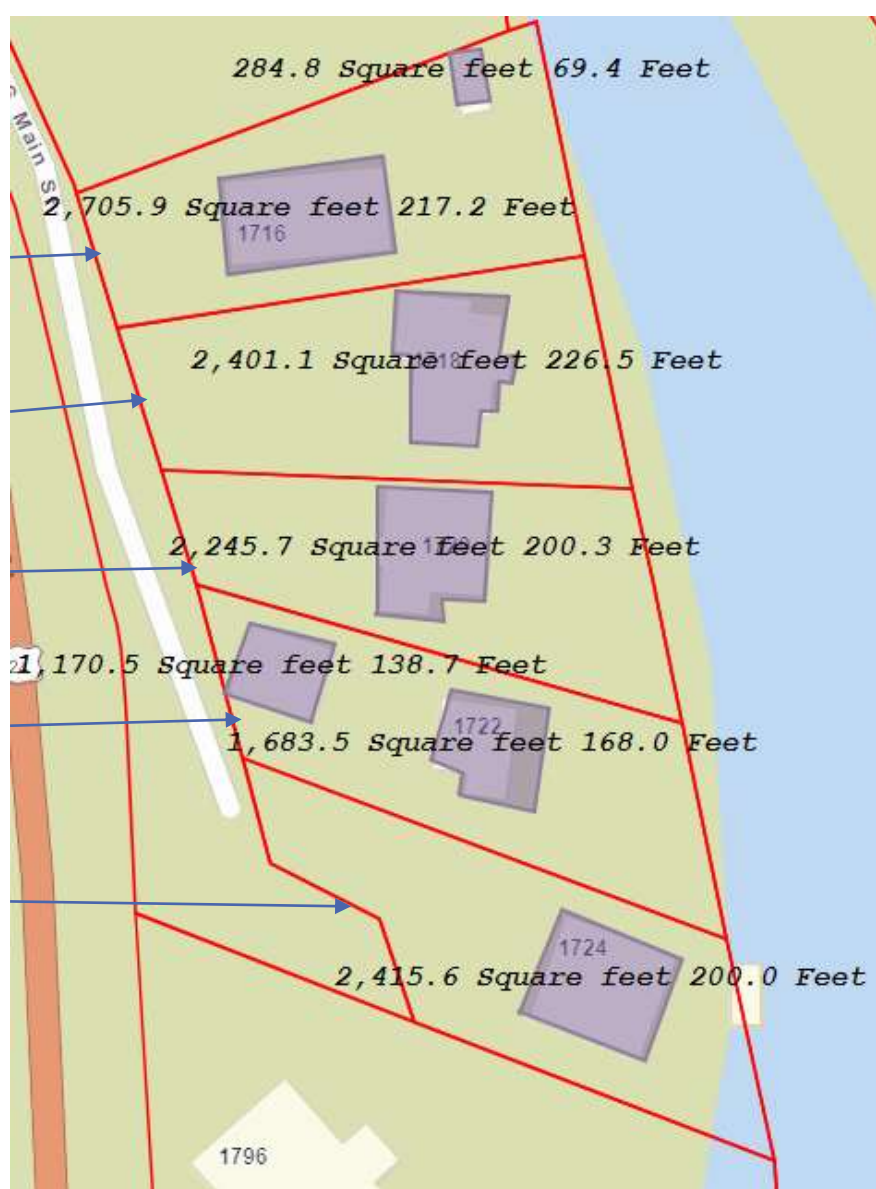 284.8 Square feet 69.4 Feet
S Main St
2,705.9 Square feet 217.2 Feet
1716
2,401.1 Square feet 226.5 Feet
1718
2,245.7 Square feet 200.3 Feet
1,170.5 Square feet 138.7 Feet
1722
1,683.5 Square feet 168.0 Feet
1724
2,415.6 Square feet 200.0 Feet
1796